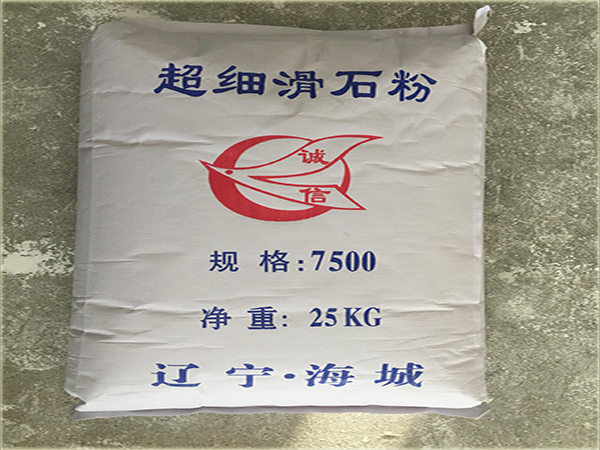 超细滑石粉
诚
信
规 格:7500
净 重: 25KG
辽 宁·海 城